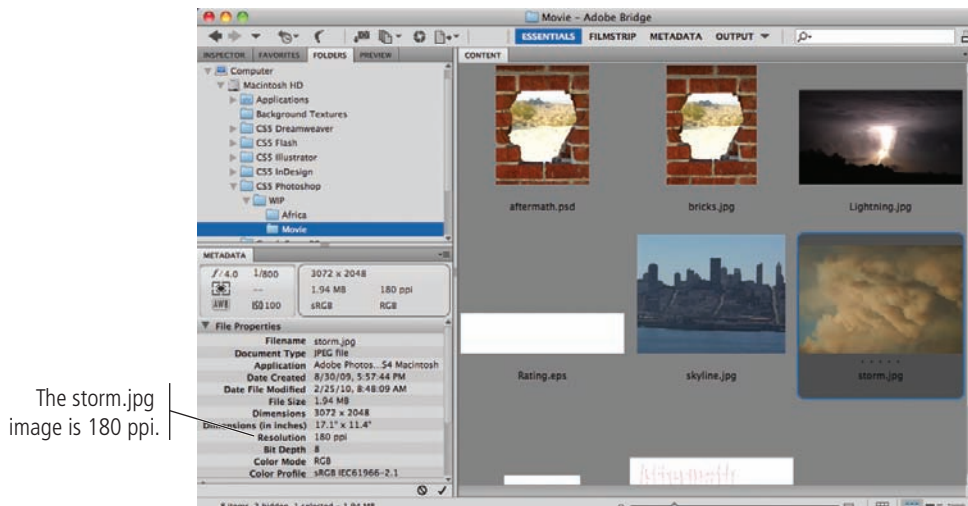 Movie – Adobe Bridge
ESSENTIALS FILMSTRIP METADATA OUTPUT
INSPECTOR FAVORITES FOLDERS PREVIEW
Computer
Macintosh HD
Applications
Background Textures
CS5 Dreamweaver
CS5 Flash
CS5 Illustrator
CS5 InDesign
CS5 Photoshop
WIP
Africa
Movie
METADATA
f/4.0 1/800
--
AWB ISO 100
3072 x 2048
1.94 MB 180 ppi
sRGB RGB
File Properties
Filename storm.jpg
Document Type JPEG file
Application Adobe Photos...S4 Macintosh
Date Created 8/30/09, 5:57:44 PM
Date File Modified 2/25/10, 8:48:09 AM
File Size 1.94 MB
Dimensions 3072 x 2048
Dimensions (in inches) 17.1" x 11.4"
Resolution 180 ppi
Bit Depth 8
Color Mode RGB
Color Profile sRGB IEC61966-2.1
The storm.jpg
image is 180 ppi.
CONTENT
aftermath.psd bricks.jpg Lightning.jpg
Rating.eps skyline.jpg storm.jpg